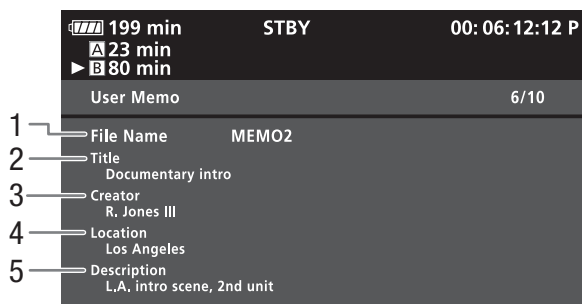 199 min STBY 00:06:12:12 P
A 23 min
B 80 min
User Memo 6/10
1 File Name MEMO2
2 Title
Documentary intro
3 Creator
R. Jones III
4 Location
Los Angeles
5 Description
L.A. intro scene, 2nd unit